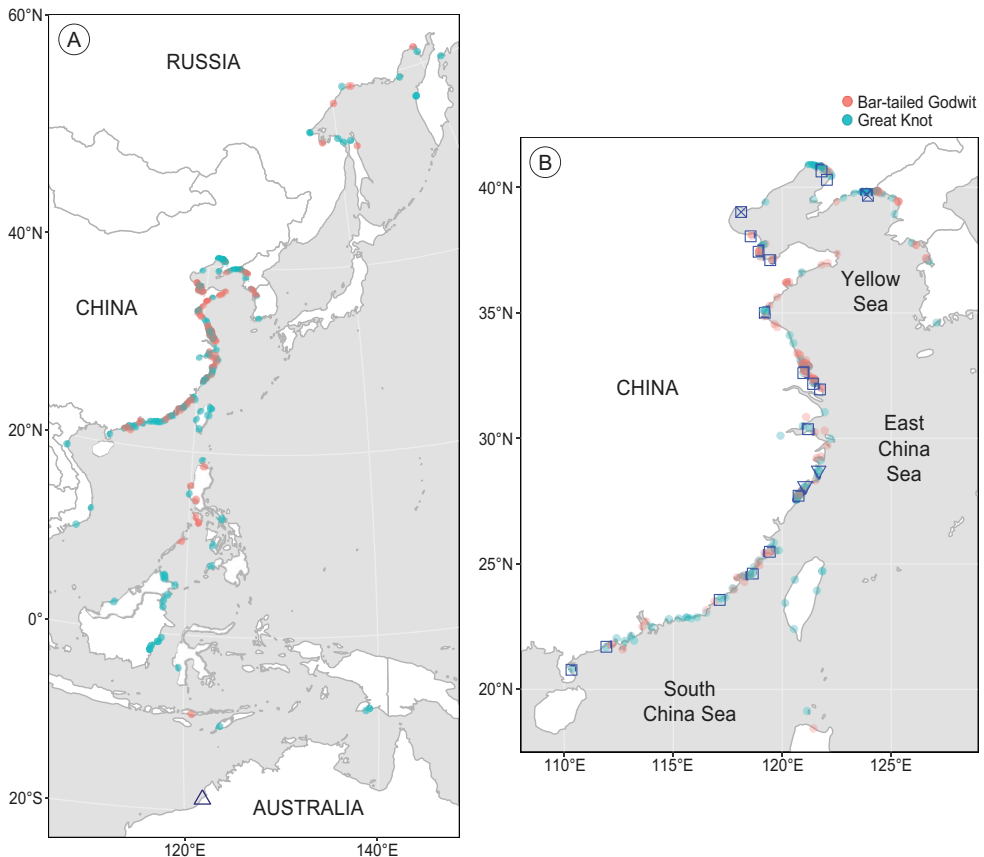 60°N
A
RUSSIA
40°N
CHINA
20°N
0°
20°S
AUSTRALIA
120°E
140°E
Bar-tailed Godwit
Great Knot
B
40°N
Yellow
Sea
35°N
CHINA
East
China
Sea
30°N
25°N
20°N
South
China Sea
110°E
115°E
120°E
125°E